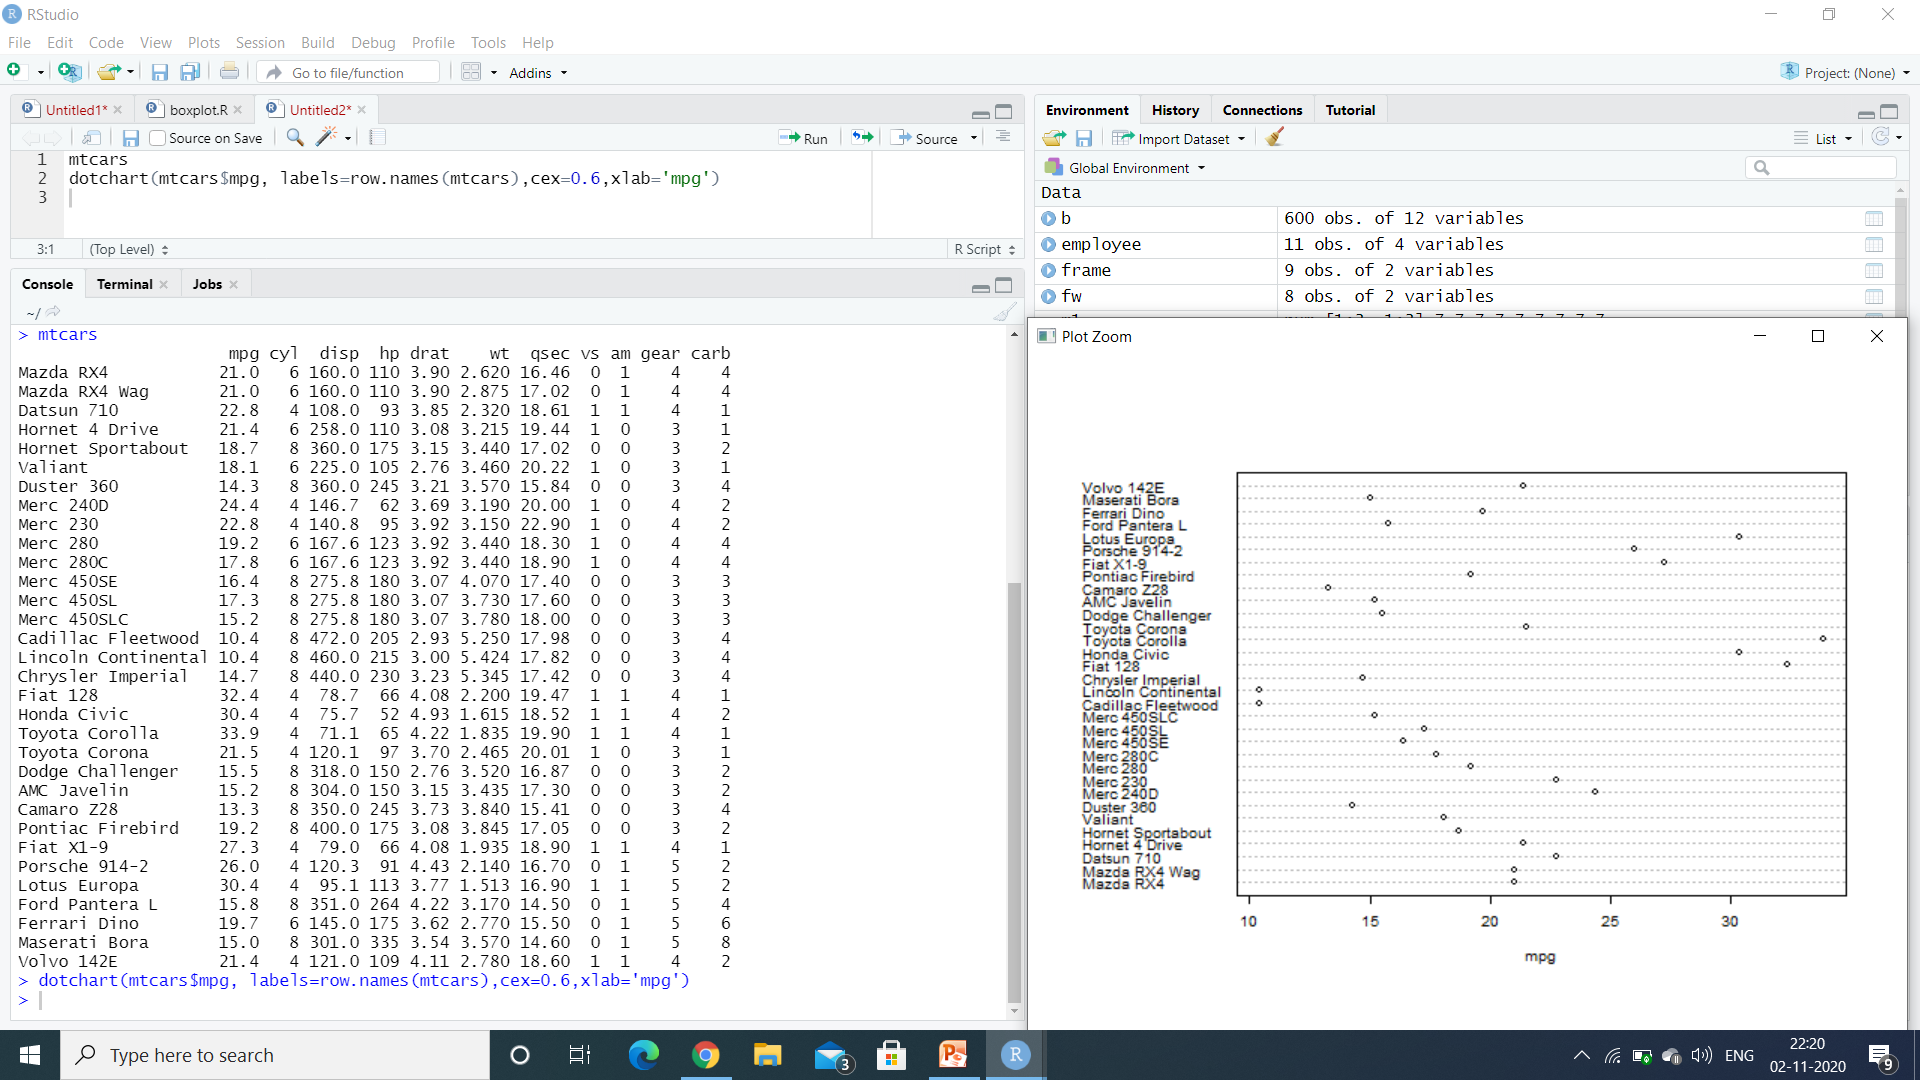 RStudio
File Edit Code View Plots Session Build Debug Profile Tools Help
Go to file/function Addins Project: (None)
Untitled1* boxplot.R Untitled2*
Source on Save Run Source
1 mtcars
2 dotchart(mtcars$mpg, labels=row.names(mtcars),cex=0.6,xlab='mpg')
3
3:1 (Top Level) R Script
Console Terminal Jobs
~/
> mtcars
mpg cyl disp hp drat wt qsec vs am gear carb
Mazda RX4 21.0 6 160.0 110 3.90 2.620 16.46 0 1 4 4
Mazda RX4 Wag 21.0 6 160.0 110 3.90 2.875 17.02 0 1 4 4
Datsun 710 22.8 4 108.0 93 3.85 2.320 18.61 1 1 4 1
Hornet 4 Drive 21.4 6 258.0 110 3.08 3.215 19.44 1 0 3 1
Hornet Sportabout 18.7 8 360.0 175 3.15 3.440 17.02 0 0 3 2
Valiant 18.1 6 225.0 105 2.76 3.460 20.22 1 0 3 1
Duster 360 14.3 8 360.0 245 3.21 3.570 15.84 0 0 3 4
Merc 240D 24.4 4 146.7 62 3.69 3.190 20.00 1 0 4 2
Merc 230 22.8 4 140.8 95 3.92 3.150 22.90 1 0 4 2
Merc 280 19.2 6 167.6 123 3.92 3.440 18.30 1 0 4 4
Merc 280C 17.8 6 167.6 123 3.92 3.440 18.90 1 0 4 4
Merc 450SE 16.4 8 275.8 180 3.07 4.070 17.40 0 0 3 3
Merc 450SL 17.3 8 275.8 180 3.07 3.730 17.60 0 0 3 3
Merc 450SLC 15.2 8 275.8 180 3.07 3.780 18.00 0 0 3 3
Cadillac Fleetwood 10.4 8 472.0 205 2.93 5.250 17.98 0 0 3 4
Lincoln Continental 10.4 8 460.0 215 3.00 5.424 17.82 0 0 3 4
Chrysler Imperial 14.7 8 440.0 230 3.23 5.345 17.42 0 0 3 4
Fiat 128 32.4 4 78.7 66 4.08 2.200 19.47 1 1 4 1
Honda Civic 30.4 4 75.7 52 4.93 1.615 18.52 1 1 4 2
Toyota Corolla 33.9 4 71.1 65 4.22 1.835 19.90 1 1 4 1
Toyota Corona 21.5 4 120.1 97 3.70 2.465 20.01 1 0 3 1
Dodge Challenger 15.5 8 318.0 150 2.76 3.520 16.87 0 0 3 2
AMC Javelin 15.2 8 304.0 150 3.15 3.435 17.30 0 0 3 2
Camaro Z28 13.3 8 350.0 245 3.73 3.840 15.41 0 0 3 4
Pontiac Firebird 19.2 8 400.0 175 3.08 3.845 17.05 0 0 3 2
Fiat X1-9 27.3 4 79.0 66 4.08 1.935 18.90 1 1 4 1
Porsche 914-2 26.0 4 120.3 91 4.43 2.140 16.70 0 1 5 2
Lotus Europa 30.4 4 95.1 113 3.77 1.513 16.90 1 1 5 2
Ford Pantera L 15.8 8 351.0 264 4.22 3.170 14.50 0 1 5 4
Ferrari Dino 19.7 6 145.0 175 3.62 2.770 15.50 0 1 5 6
Maserati Bora 15.0 8 301.0 335 3.54 3.570 14.60 0 1 5 8
Volvo 142E 21.4 4 121.0 109 4.11 2.780 18.60 1 1 4 2
> dotchart(mtcars$mpg, labels=row.names(mtcars),cex=0.6,xlab='mpg')
>
Environment History Connections Tutorial
Import Dataset List
Global Environment
Data
b 600 obs. of 12 variables
employee 11 obs. of 4 variables
frame 9 obs. of 2 variables
fw 8 obs. of 2 variables
Plot Zoom
Volvo 142E
Maserati Bora
Ferrari Dino
Ford Pantera L
Lotus Europa
Porsche 914-2
Fiat X1-9
Pontiac Firebird
Camaro Z28
AMC Javelin
Dodge Challenger
Toyota Corona
Toyota Corolla
Honda Civic
Fiat 128
Chrysler Imperial
Lincoln Continental
Cadillac Fleetwood
Merc 450SLC
Merc 450SL
Merc 450SE
Merc 280C
Merc 280
Merc 230
Merc 240D
Duster 360
Valiant
Hornet Sportabout
Hornet 4 Drive
Datsun 710
Mazda RX4 Wag
Mazda RX4
10 15 20 25 30
mpg
Type here to search
3
ENG
22:20
02-11-2020
9